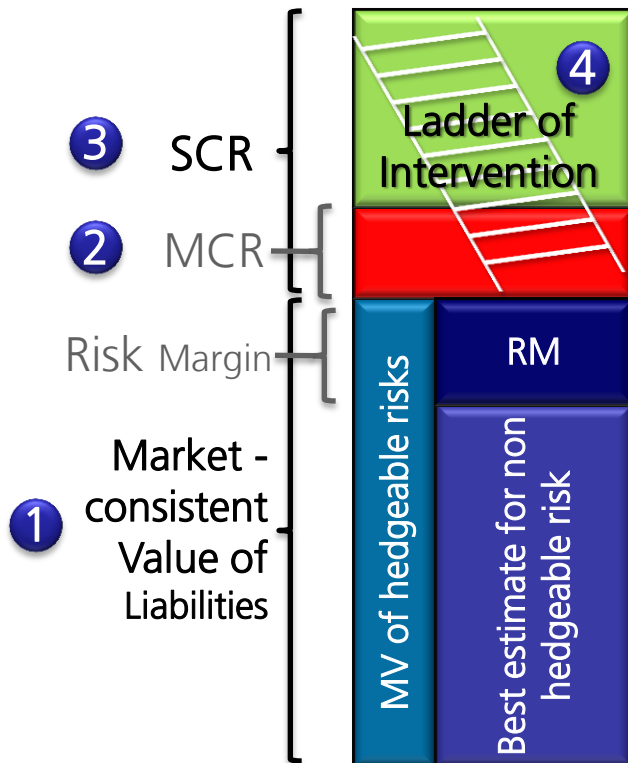 4
Ladder of
Intervention
3
SCR
2
MCR
Risk Margin
RM
1
Market -
consistent
Value of
Liabilities
MV of hedgeable risks
Best estimate for non
hedgeable risk